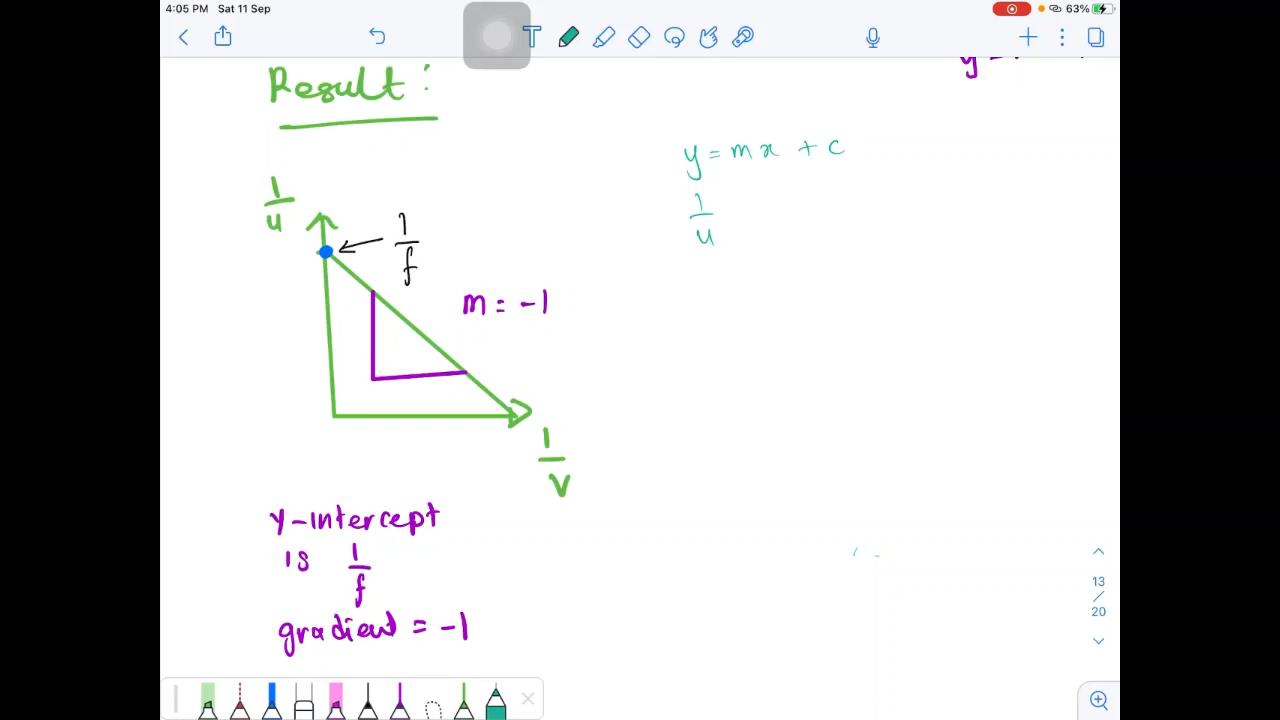 4:05 PM Sat 11 Sep
63%
T
Result:
y = mx + c
1/u
1/u
1/f
m = -1
1/v
y-intercept
is 1/f
gradient = -1
13
/
20